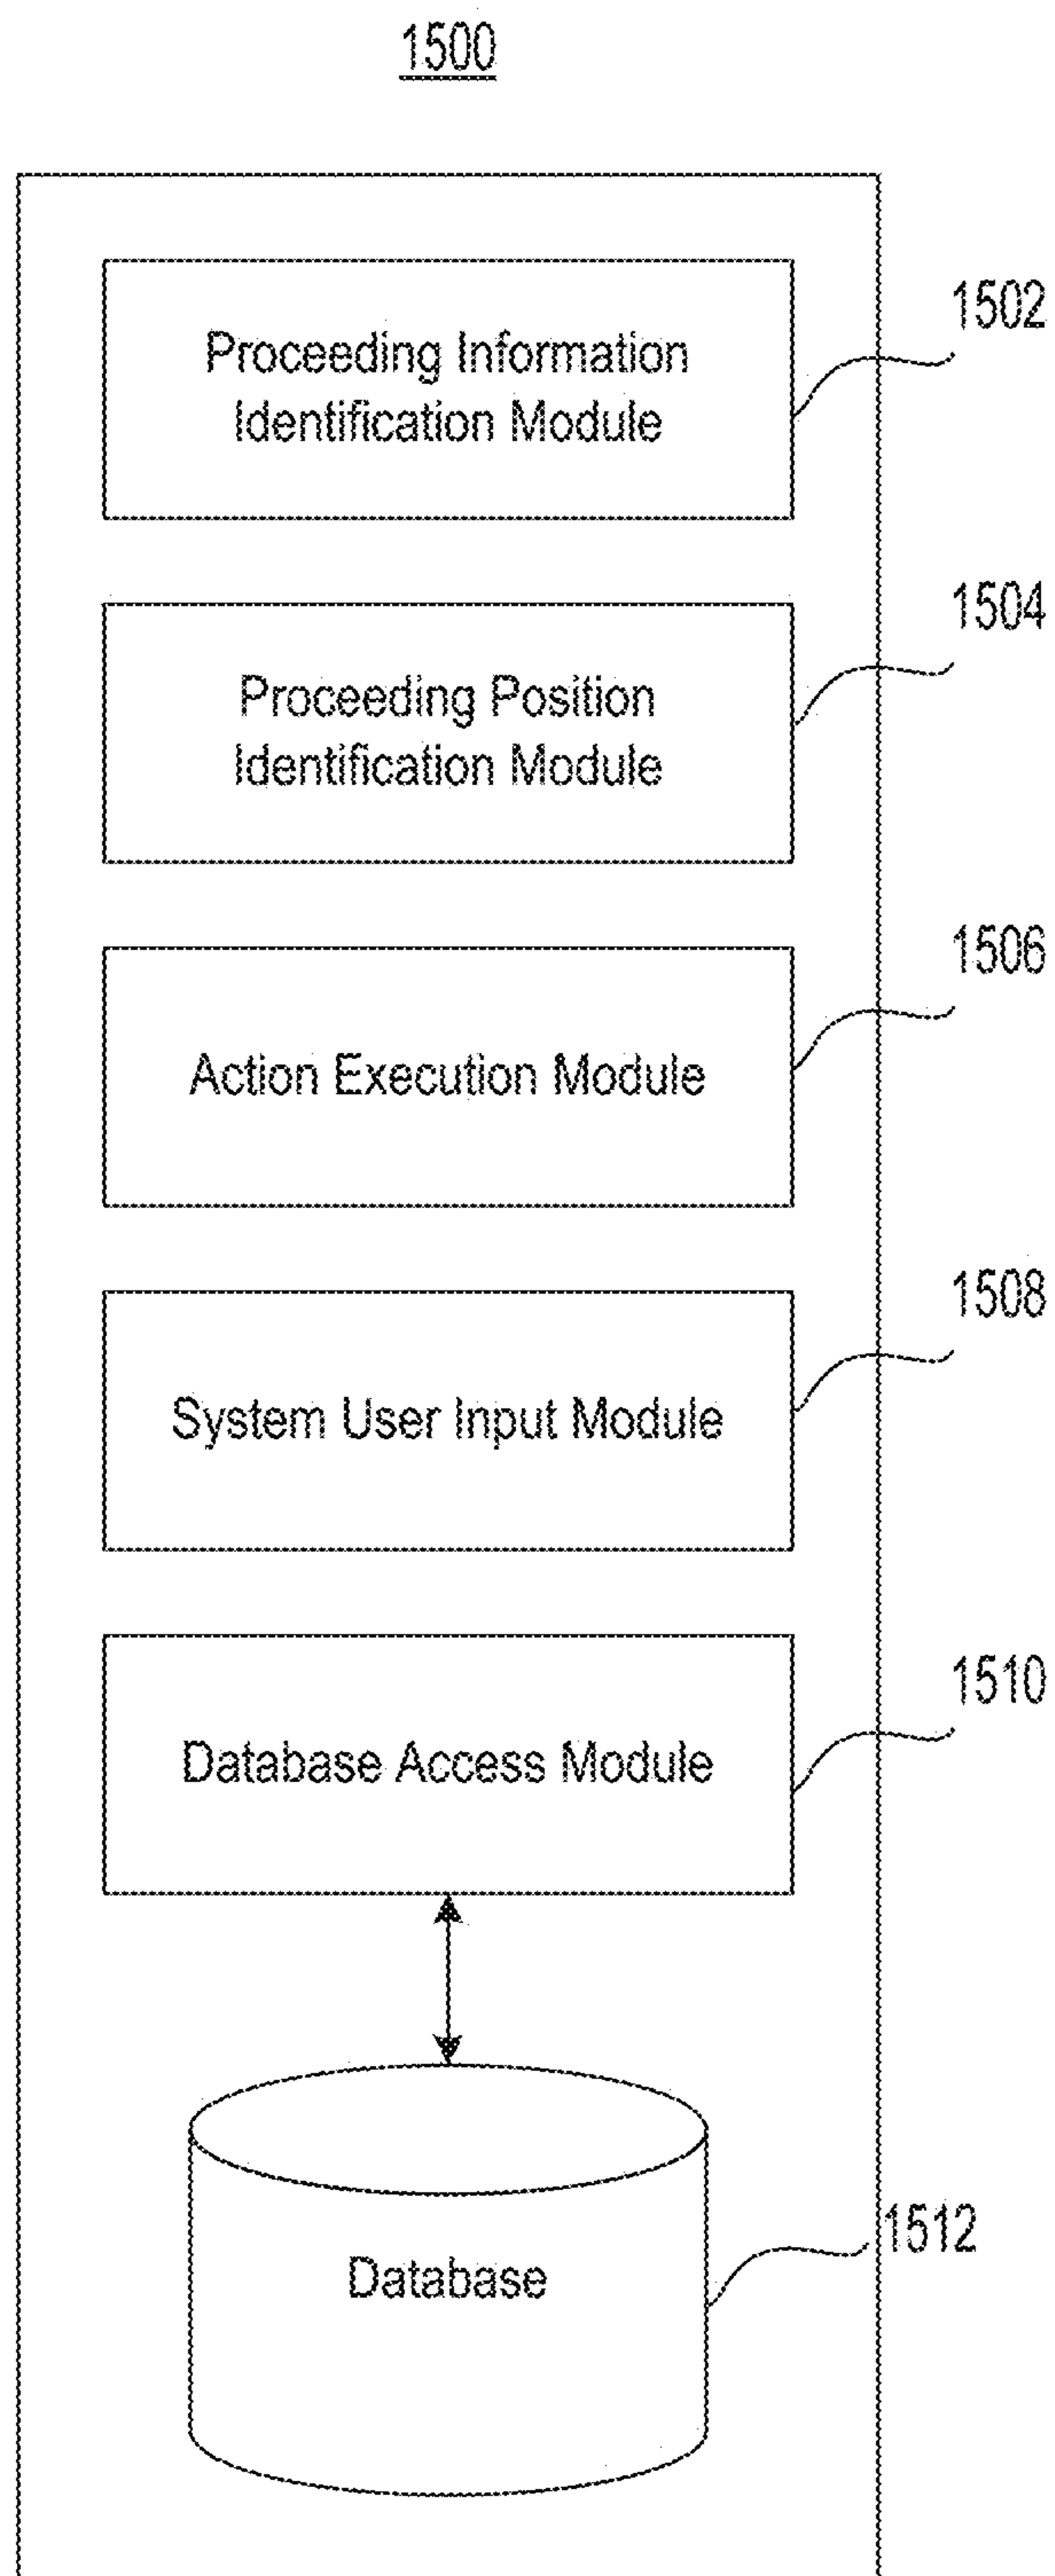 1500
1502
Proceeding Information
Identification Module
1504
Proceeding Position
Identification Module
1506
Action Execution Module
1508
System User Input Module
1510
Database Access Module
1512
Database